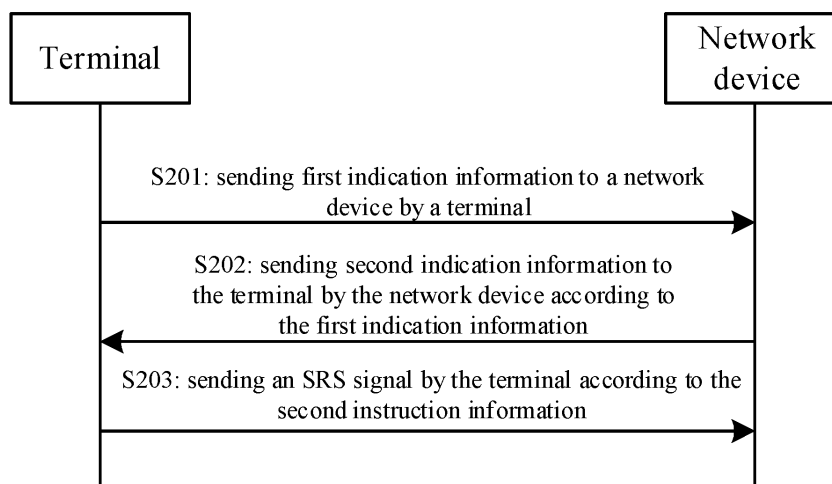 Terminal
Network
device
S201: sending first indication information to a network
device by a terminal
S202: sending second indication information to
the terminal by the network device according to
the first indication information
S203: sending an SRS signal by the terminal according to the
second instruction information